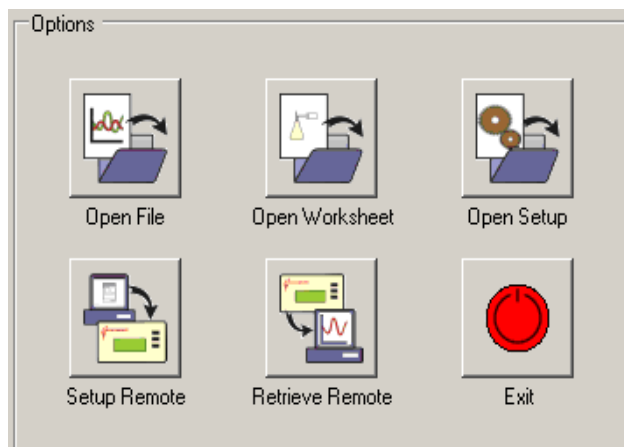 Options
Open File
Open Worksheet
Open Setup
Setup Remote
Retrieve Remote
Exit